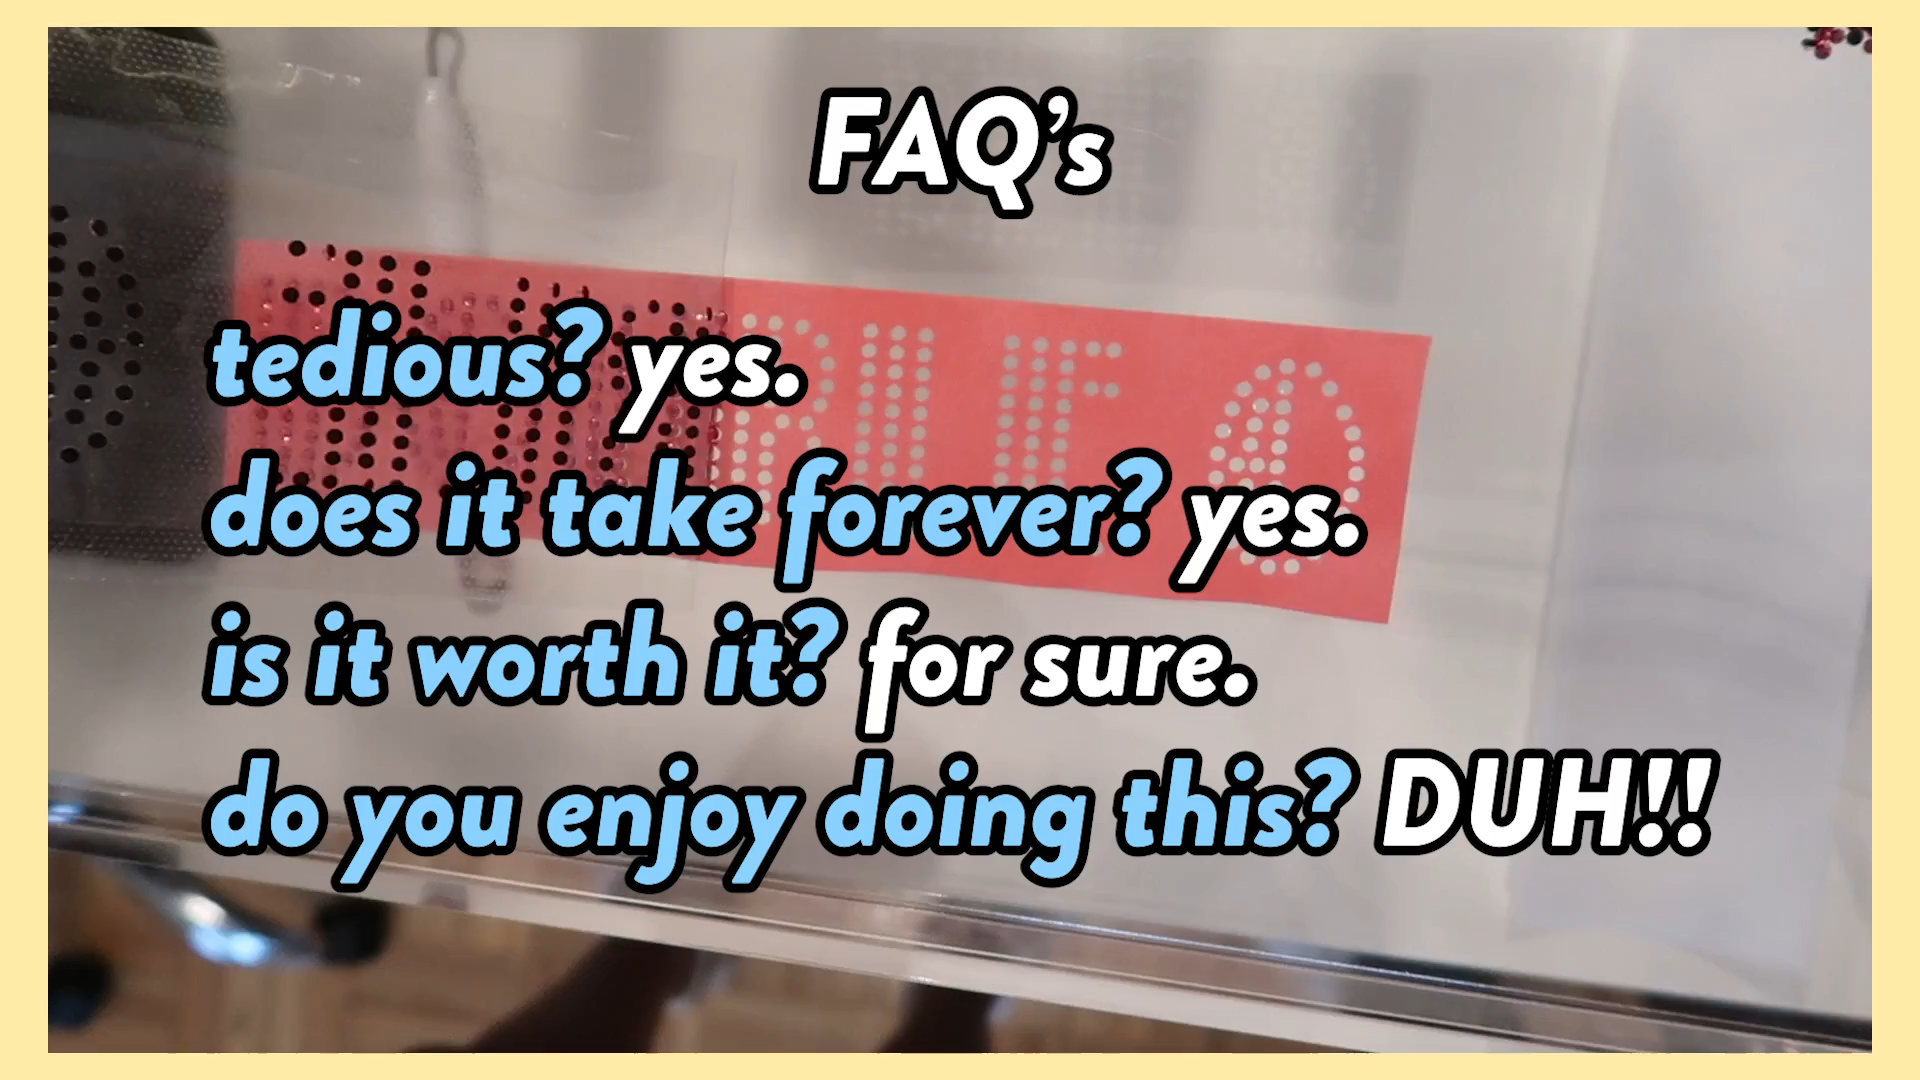 FAQ's
tedious? yes.
does it take forever? yes.
is it worth it? for sure.
do you enjoy doing this? DUH!!